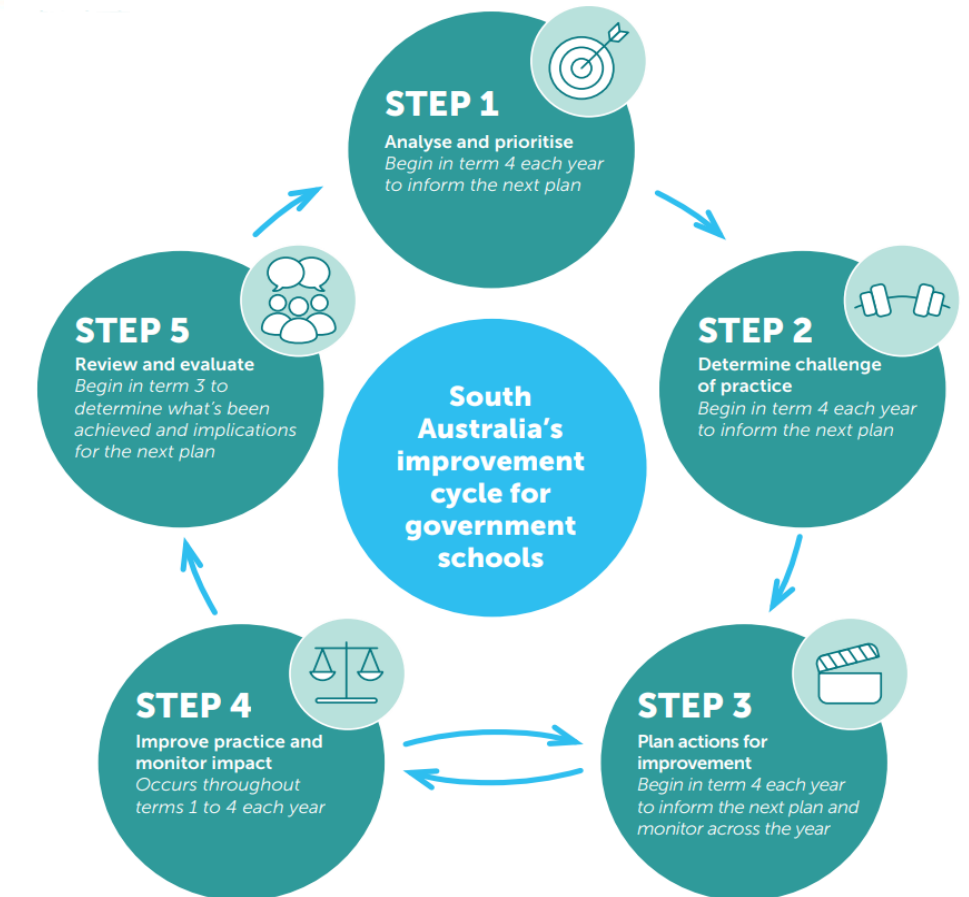 STEP 1
Analyse and prioritise
Begin in term 4 each year
to inform the next plan
STEP 2
Determine challenge
of practice
Begin in term 4 each year
to inform the next plan
STEP 3
Plan actions for
improvement
Begin in term 4 each year
to inform the next plan and
monitor across the year
STEP 4
Improve practice and
monitor impact
Occurs throughout
terms 1 to 4 each year
STEP 5
Review and evaluate
Begin in term 3 to
determine what's been
achieved and implications
for the next plan
South
Australia's
improvement
cycle for
government
schools